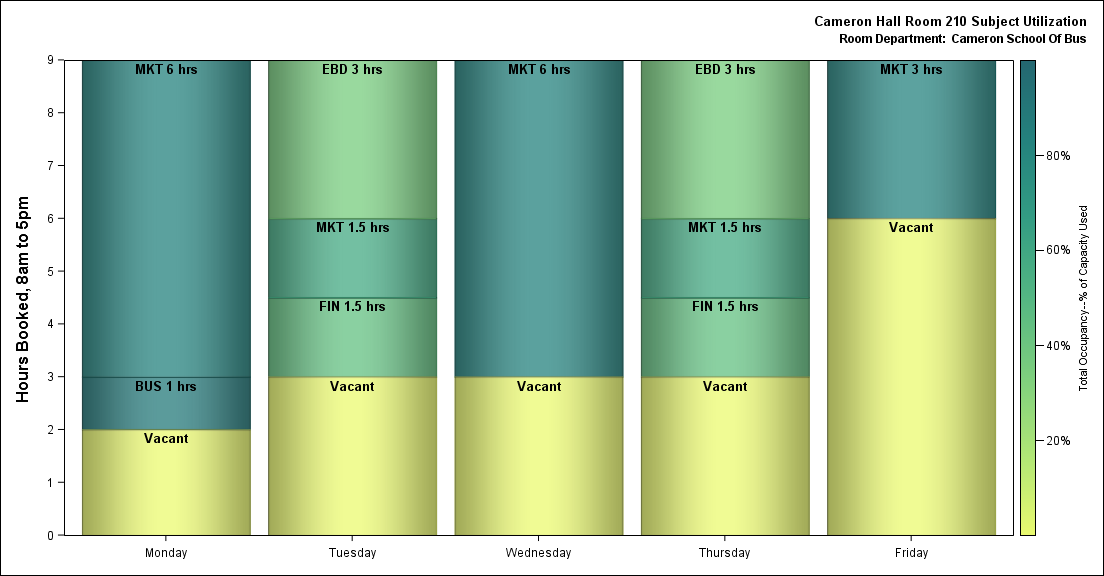 Cameron Hall Room 210 Subject Utilization
Room Department: Cameron School Of Bus
Hours Booked, 8am to 5pm
9
8
7
6
5
4
3
2
1
0
MKT 6 hrs
BUS 1 hrs
Vacant
EBD 3 hrs
MKT 1.5 hrs
FIN 1.5 hrs
Vacant
MKT 6 hrs
Vacant
EBD 3 hrs
MKT 1.5 hrs
FIN 1.5 hrs
Vacant
MKT 3 hrs
Vacant
Monday
Tuesday
Wednesday
Thursday
Friday
80%
60%
40%
20%
Total Occupancy--% of Capacity Used